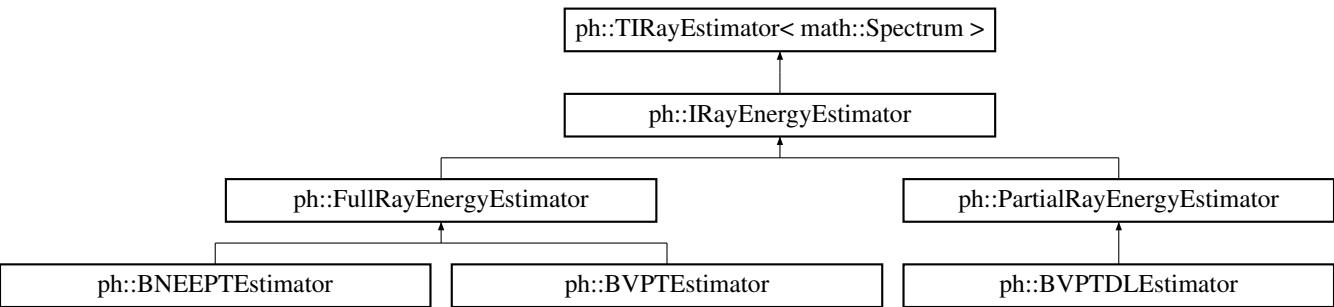 ph::TIRayEstimator< math::Spectrum >
ph::IRayEnergyEstimator
ph::FullRayEnergyEstimator
ph::PartialRayEnergyEstimator
ph::BNEEPTEstimator
ph::BVPTEstimator
ph::BVPTDLEstimator